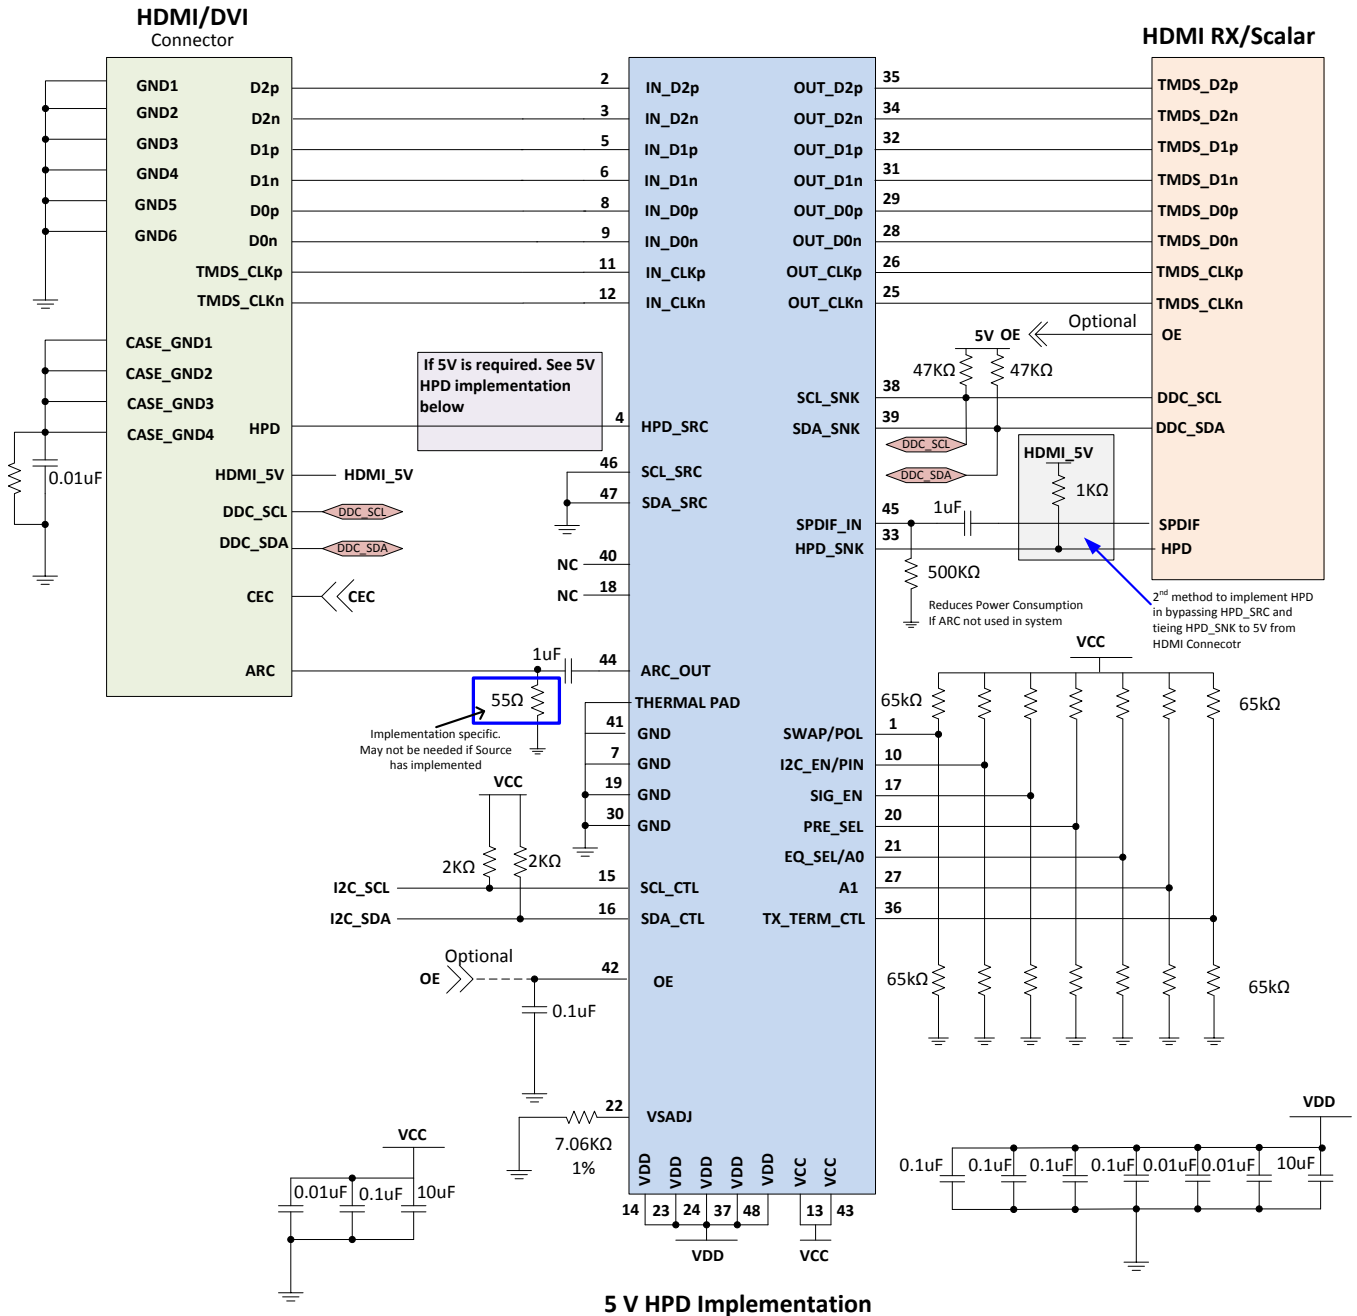 HDMI/DVI
Connector
HDMI RX/Scalar
GND1
GND2
GND3
GND4
GND5
GND6
CASE_GND1
CASE_GND2
CASE_GND3
CASE_GND4
0.01uF
D2p
D2n
D1p
D1n
D0p
D0n
TMDS_CLKp
TMDS_CLKn
HPD
HDMI_5V
HDMI_5V
DDC_SCL
DDC_SCL
DDC_SDA
DDC_SDA
CEC
CEC
ARC
If 5V is required. See 5V
HPD implementation
below
2
IN_D2p
3
IN_D2n
5
IN_D1p
6
IN_D1n
8
IN_D0p
9
IN_D0n
11
IN_CLKp
12
IN_CLKn
4
HPD_SRC
46
SCL_SRC
47
SDA_SRC
NC
40
NC
18
1uF
44
ARC_OUT
55Ω
Implementation specific.
May not be needed if Source
has implemented
THERMAL PAD
41
GND
7
GND
19
GND
30
GND
VCC
2KΩ
2KΩ
I2C_SCL
15
SCL_CTL
I2C_SDA
16
SDA_CTL
Optional
OE
42
OE
0.1uF
22
VSADJ
7.06KΩ
1%
VCC
0.01uF
0.1uF
10uF
VDD
VDD
VDD
VDD
VDD
VCC
VCC
14
23
24
37
48
13
43
VDD
VCC
OUT_D2p
35
OUT_D2n
34
OUT_D1p
32
OUT_D1n
31
OUT_D0p
29
OUT_D0n
28
OUT_CLKp
26
OUT_CLKn
25
SCL_SNK
38
SDA_SNK
39
SPDIF_IN
45
HPD_SNK
33
SWAP/POL
1
I2C_EN/PIN
10
SIG_EN
17
PRE_SEL
20
EQ_SEL/A0
21
A1
27
TX_TERM_CTL
36
5V
OE
Optional
47KΩ
47KΩ
DDC_SCL
DDC_SDA
HDMI_5V
1KΩ
1uF
500KΩ
Reduces Power Consumption
If ARC not used in system
2nd method to implement HPD
in bypassing HPD_SRC and
tieing HPD_SNK to 5V from
HDMI Connecotr
TMDS_D2p
TMDS_D2n
TMDS_D1p
TMDS_D1n
TMDS_D0p
TMDS_D0n
TMDS_CLKp
TMDS_CLKn
OE
DDC_SCL
DDC_SDA
SPDIF
HPD
VCC
65kΩ
65kΩ
65kΩ
65kΩ
VDD
0.1uF
0.1uF
0.1uF
0.1uF
0.01uF
0.01uF
10uF
5 V HPD Implementation